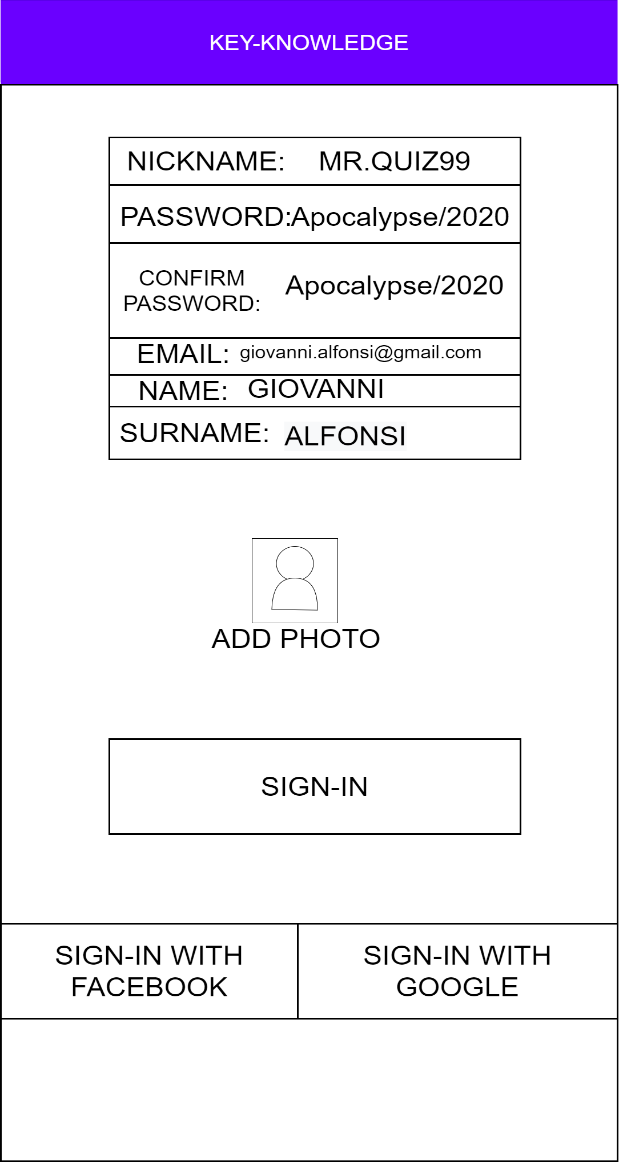 KEY-KNOWLEDGE
NICKNAME: MR.QUIZ99
PASSWORD:Apocalypse/2020
CONFIRM
PASSWORD: Apocalypse/2020
EMAIL: giovanni.alfonsi@gmail.com
NAME: GIOVANNI
SURNAME: ALFONSI
ADD PHOTO
SIGN-IN
SIGN-IN WITH
FACEBOOK
SIGN-IN WITH
GOOGLE